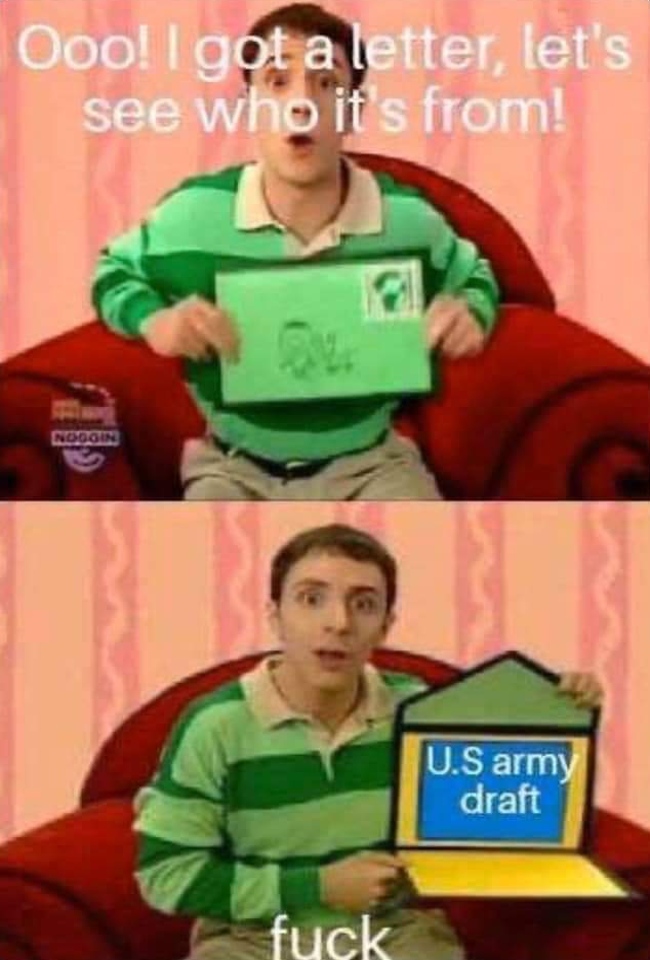 Ooo! I got a letter, let's
see who it's from!
NOGGIN
U.S army
draft
fuck